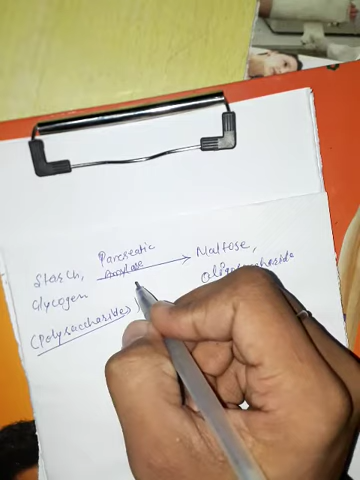 Pancreatic
Starch, Amylase → Maltose,
Glycogen Oligosaccharide
(Polysaccharides)